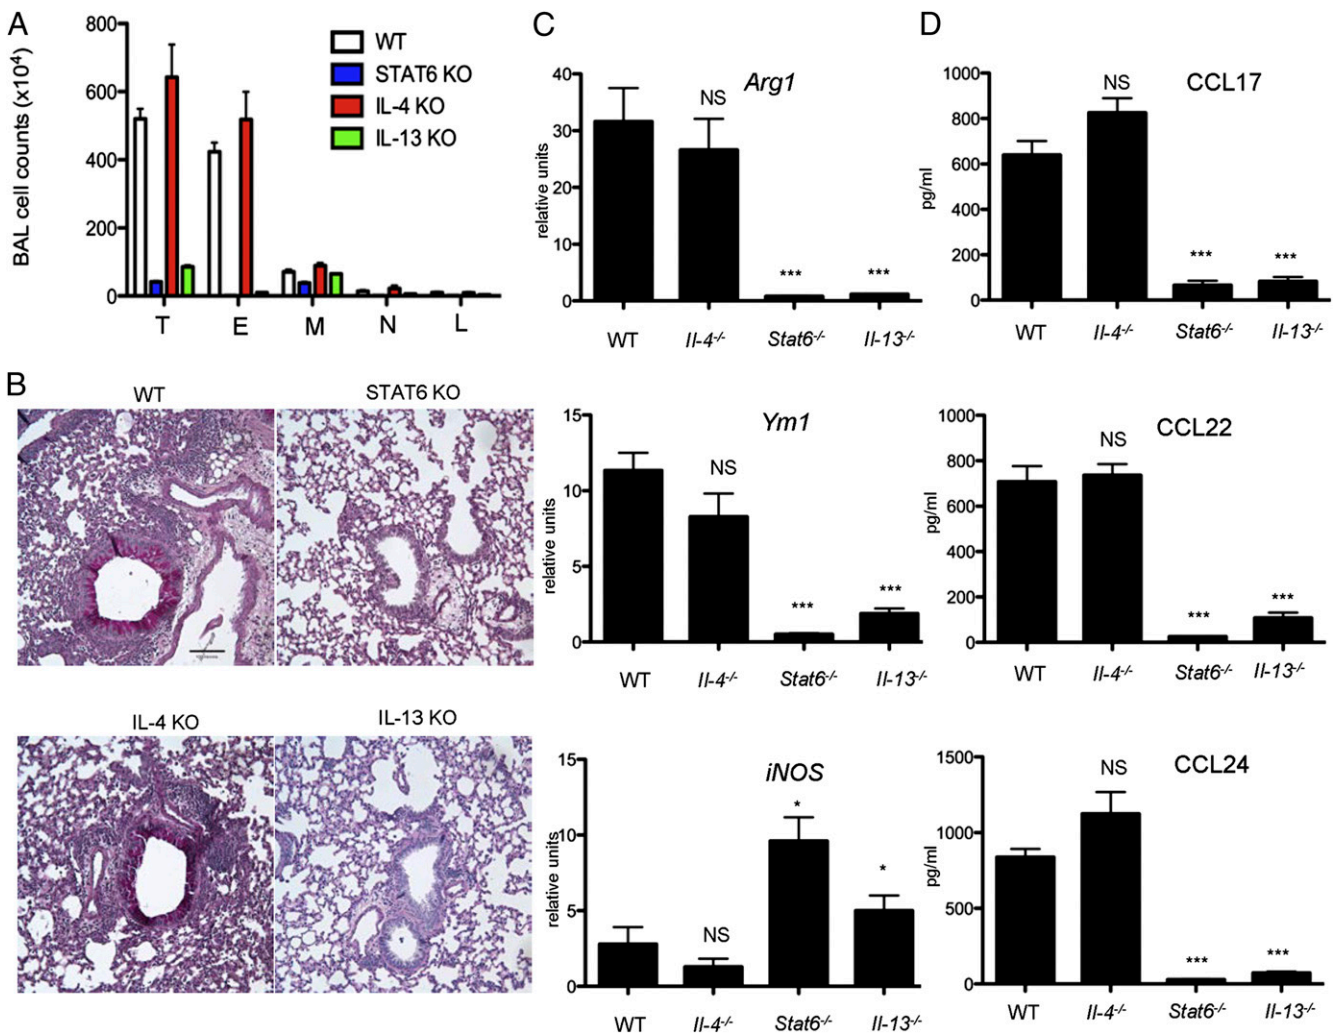 A
BAL cell counts (x10⁴)
800
600
400
200
0
T E M N L
WT
STAT6 KO
IL-4 KO
IL-13 KO
B
WT STAT6 KO
IL-4 KO IL-13 KO
C
Arg1
relative units
40
30
20
10
0
NS
***
***
WT Il-4-/- Stat6-/- Il-13-/-
Ym1
relative units
15
10
5
0
NS
***
***
WT Il-4-/- Stat6-/- Il-13-/-
iNOS
relative units
15
10
5
0
NS
*
*
WT Il-4-/- Stat6-/- Il-13-/-
D
CCL17
pg/ml
1000
800
600
400
200
0
NS
***
***
WT Il-4-/- Stat6-/- Il-13-/-
CCL22
pg/ml
1000
800
600
400
200
0
NS
***
***
WT Il-4-/- Stat6-/- Il-13-/-
CCL24
pg/ml
1500
1000
500
0
NS
***
***
WT Il-4-/- Stat6-/- Il-13-/-